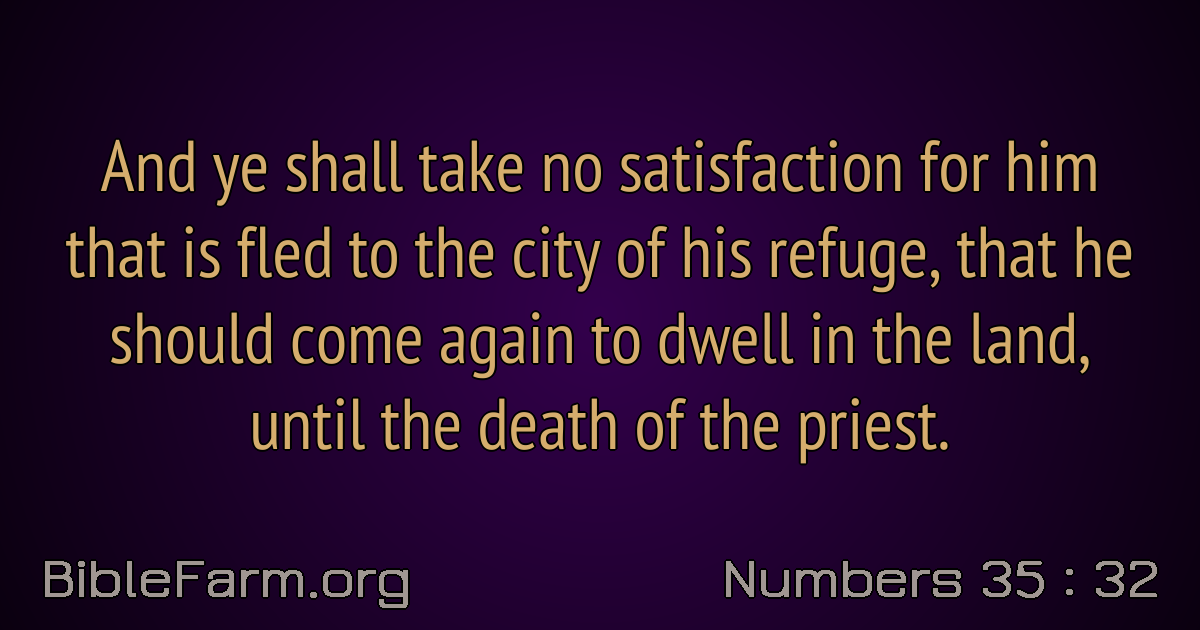 And ye shall take no satisfaction for him
that is fled to the city of his refuge, that he
should come again to dwell in the land,
until the death of the priest.
BibleFarm.org
Numbers 35 : 32